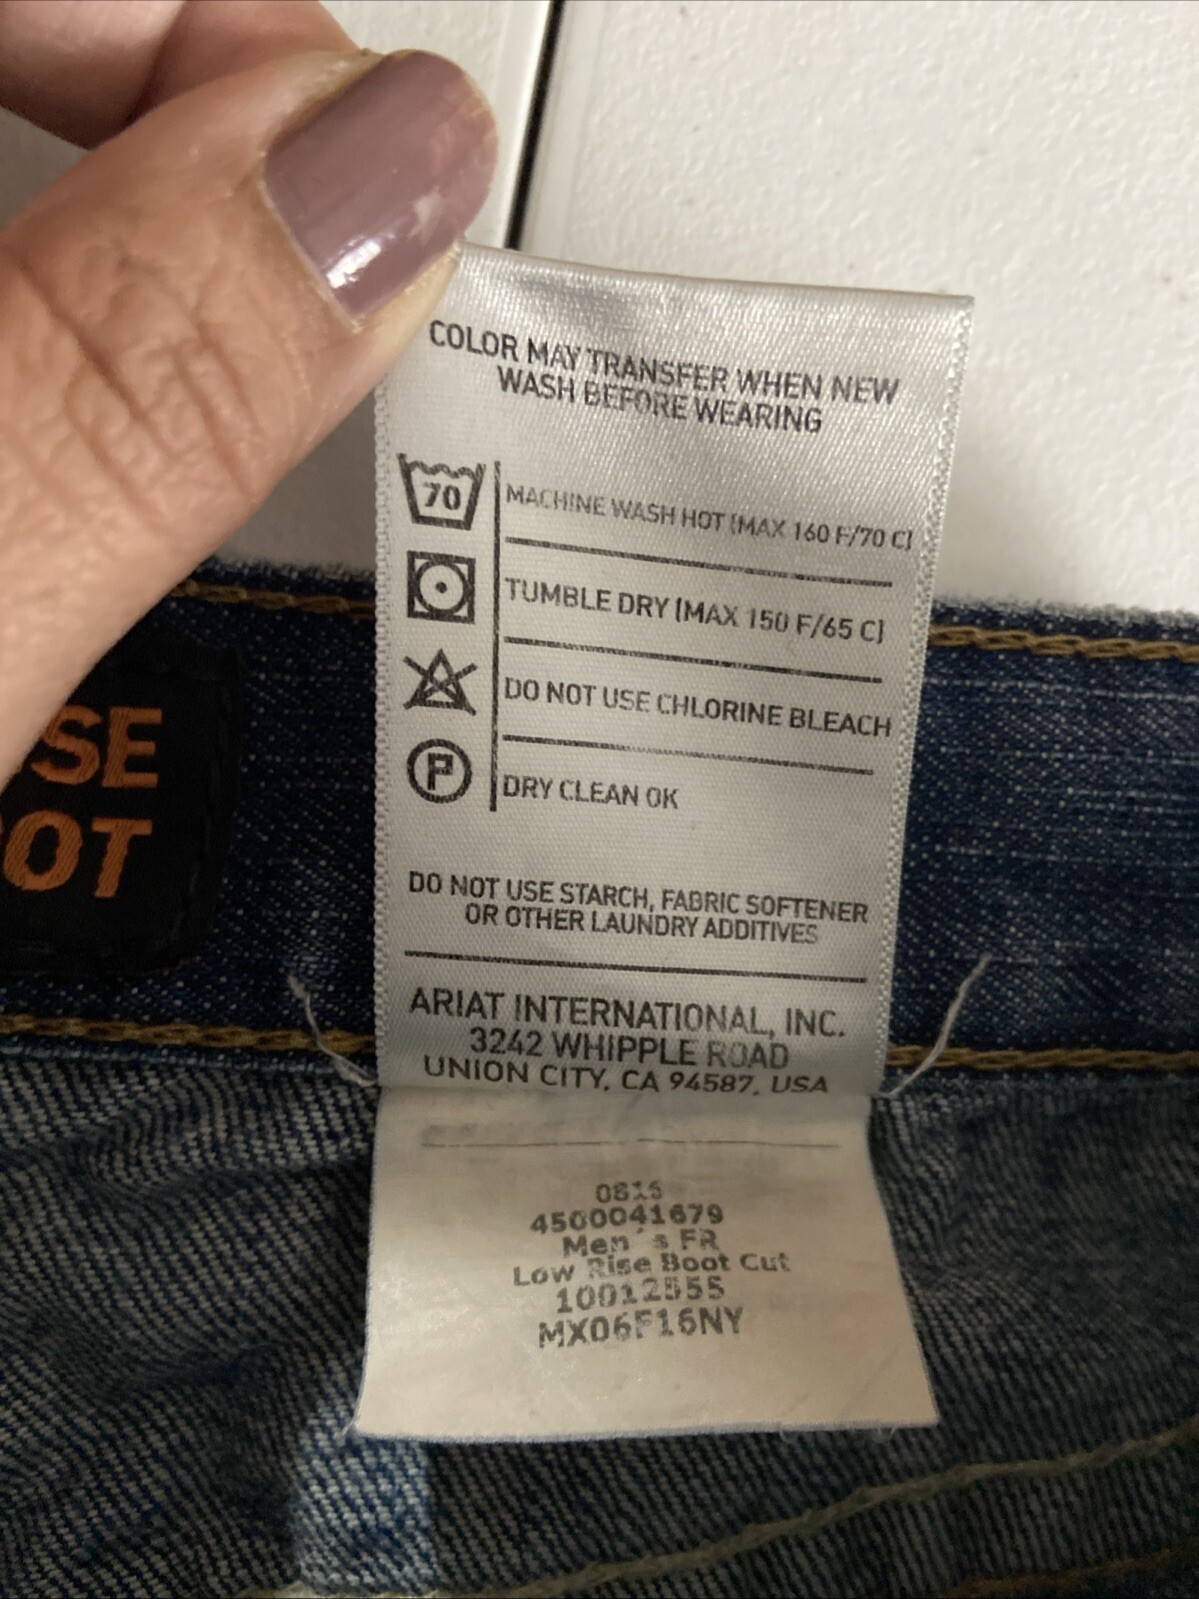 COLOR MAY TRANSFER WHEN NEW
WASH BEFORE WEARING
70
MACHINE WASH HOT (MAX 160 F/70 C)
TUMBLE DRY (MAX 150 F/65 C)
DO NOT USE CHLORINE BLEACH
P
DRY CLEAN OK
DO NOT USE STARCH, FABRIC SOFTENER
OR OTHER LAUNDRY ADDITIVES
ARIAT INTERNATIONAL, INC.
3242 WHIPPLE ROAD
UNION CITY, CA 94587, USA
4500041679
Men´s FR
Low Rise Boot Cut
10012555
MX06F16NY
SE
OT